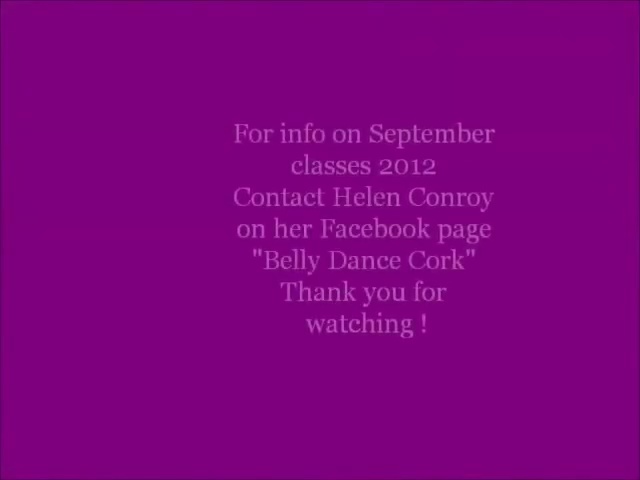 For info on September
classes 2012
Contact Helen Conroy
on her Facebook page
"Belly Dance Cork"
Thank you for
watching !